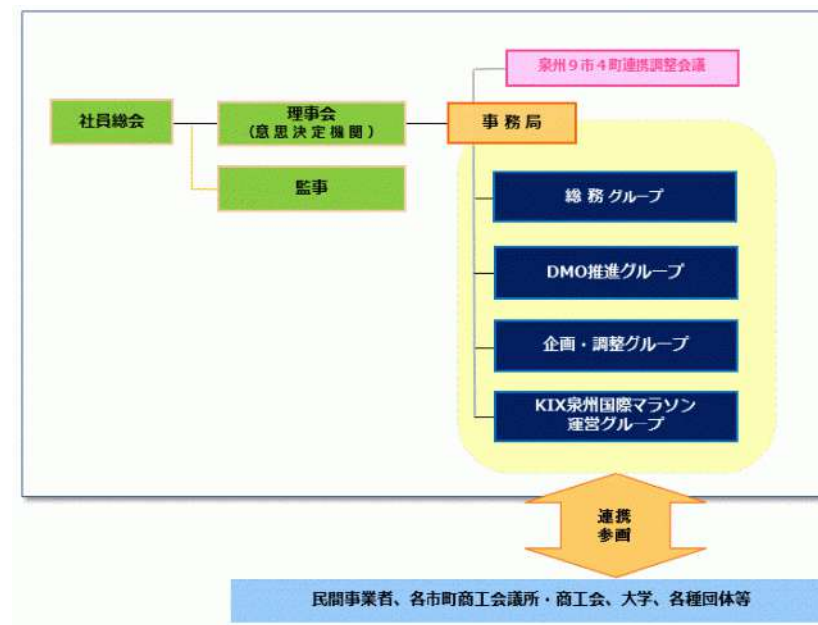 泉州9市4町連携調整会議
社員総会
理事会
(意思決定機関)
事務局
監事
総務グループ
DMO推進グループ
企画・調整グループ
KIX泉州国際マラソン
運営グループ
連携
参画
民間事業者、各市町商工会議所・商工会、大学、各種団体等